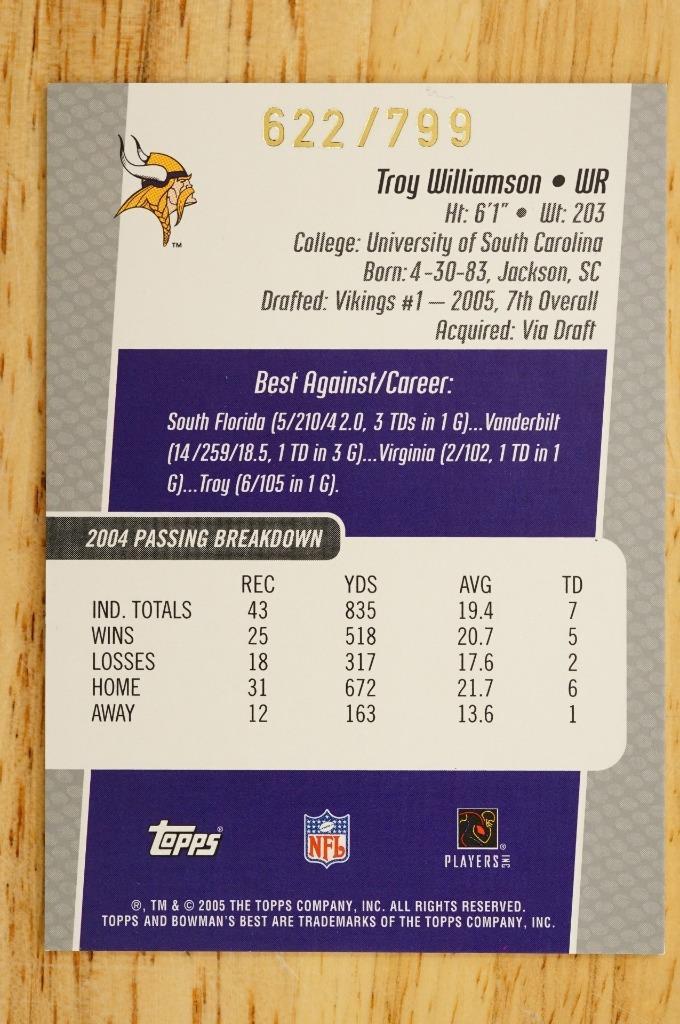 622/799
TM
Troy Williamson • WR
Ht: 6'1" • Wt: 203
College: University of South Carolina
Born: 4-30-83, Jackson, SC
Drafted: Vikings #1 — 2005, 7th Overall
Acquired: Via Draft
Best Against/Career:
South Florida (5/210/42.0, 3 TDs in 1 G)...Vanderbilt
(14/259/18.5, 1 TD in 3 G)...Virginia (2/102, 1 TD in 1
G)...Troy (6/105 in 1 G).
2004 PASSING BREAKDOWN
REC YDS AVG TD
IND. TOTALS 43 835 19.4 7
WINS 25 518 20.7 5
LOSSES 18 317 17.6 2
HOME 31 672 21.7 6
AWAY 12 163 13.6 1
topps®
NFL
PLAYERS INC ®
®, TM & © 2005 THE TOPPS COMPANY, INC. ALL RIGHTS RESERVED.
TOPPS AND BOWMAN'S BEST ARE TRADEMARKS OF THE TOPPS COMPANY, INC.